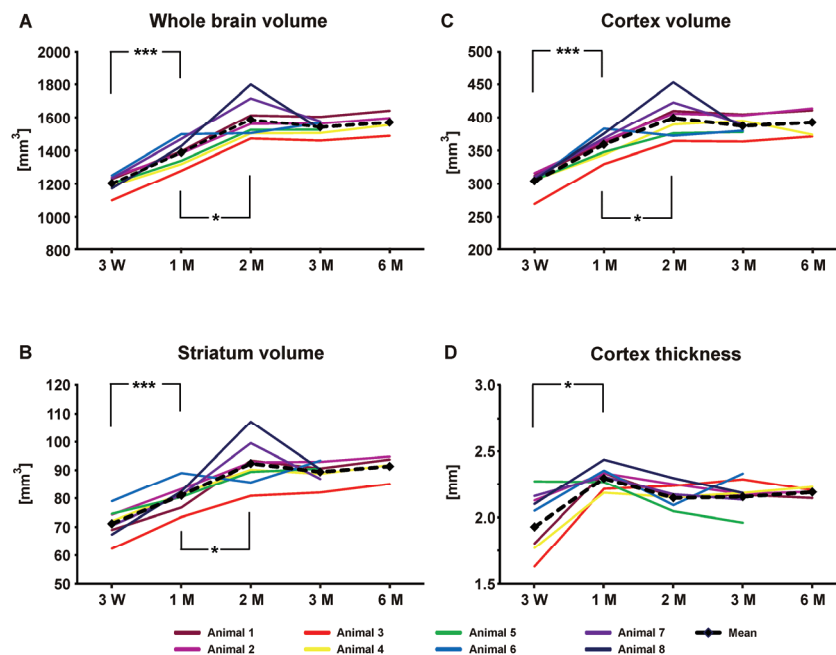 A Whole brain volume
[mm3]
2000
1800
1600
1400
1200
1000
800
***
*
3 W 1 M 2 M 3 M 6 M
C Cortex volume
[mm3]
500
450
400
350
300
250
200
***
*
3 W 1 M 2 M 3 M 6 M
B Striatum volume
[mm3]
120
110
100
90
80
70
60
50
***
*
3 W 1 M 2 M 3 M 6 M
D Cortex thickness
[mm]
3.0
2.5
2.0
1.5
*
3 W 1 M 2 M 3 M 6 M
Animal 1 Animal 3 Animal 5 Animal 7 Mean
Animal 2 Animal 4 Animal 6 Animal 8